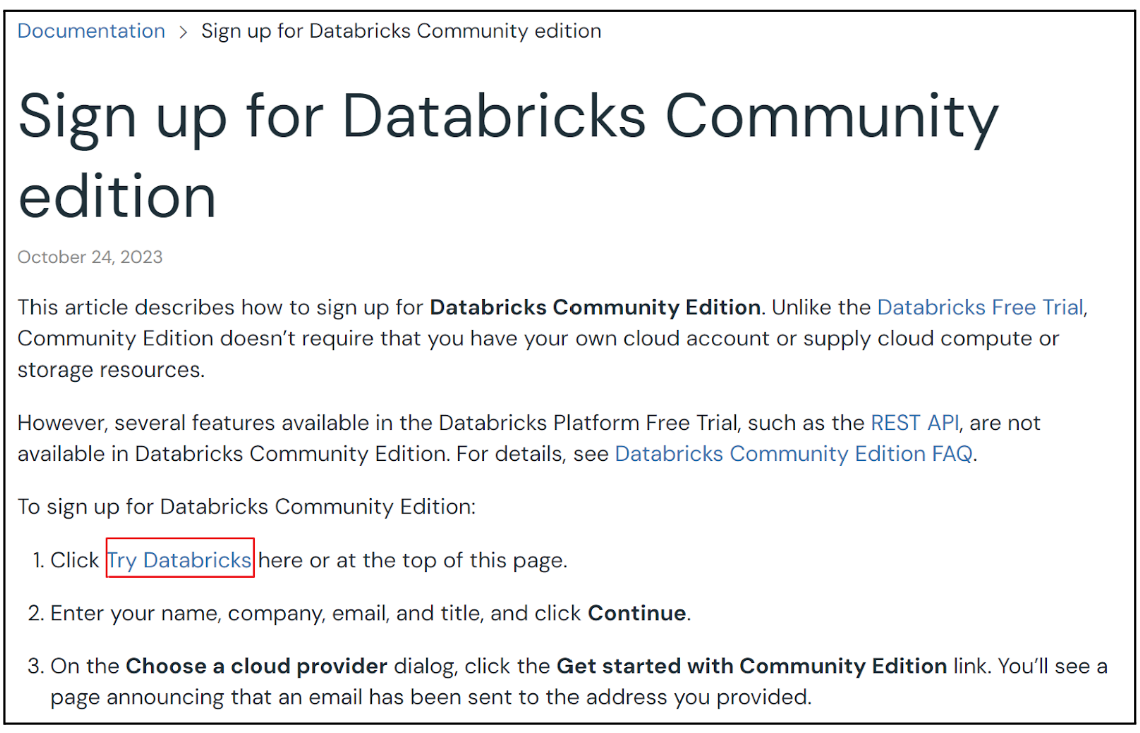 Documentation > Sign up for Databricks Community edition
Sign up for Databricks Community
edition
October 24, 2023
This article describes how to sign up for Databricks Community Edition. Unlike the Databricks Free Trial,
Community Edition doesn’t require that you have your own cloud account or supply cloud compute or
storage resources.
However, several features available in the Databricks Platform Free Trial, such as the REST API, are not
available in Databricks Community Edition. For details, see Databricks Community Edition FAQ.
To sign up for Databricks Community Edition:
1. Click Try Databricks here or at the top of this page.
2. Enter your name, company, email, and title, and click Continue.
3. On the Choose a cloud provider dialog, click the Get started with Community Edition link. You’ll see a
page announcing that an email has been sent to the address you provided.